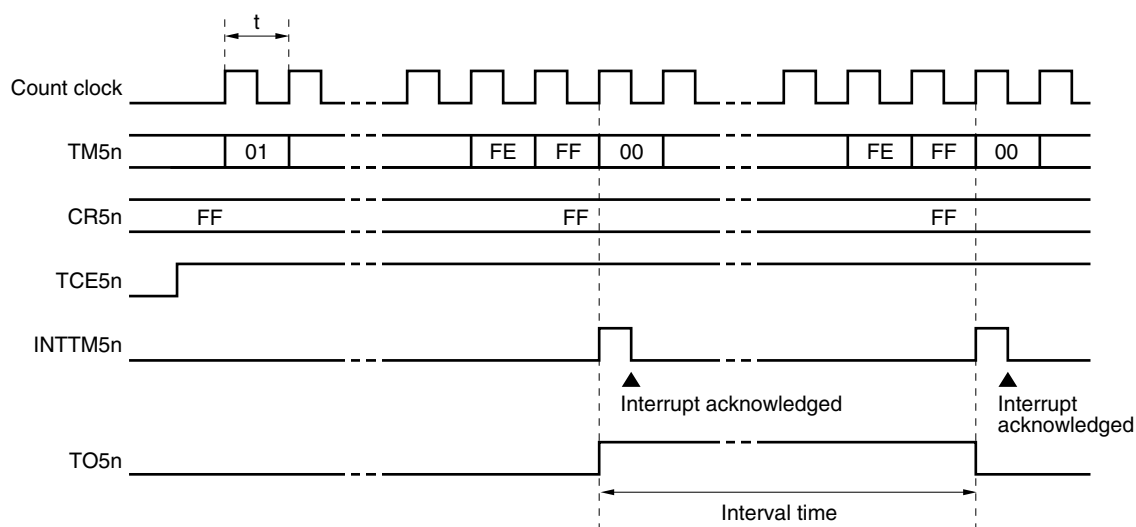 t
Count clock
TM5n 01 FE FF 00 FE FF 00
CR5n FF FF FF
TCE5n
INTTM5n
Interrupt acknowledged
Interrupt
acknowledged
TO5n
Interval time